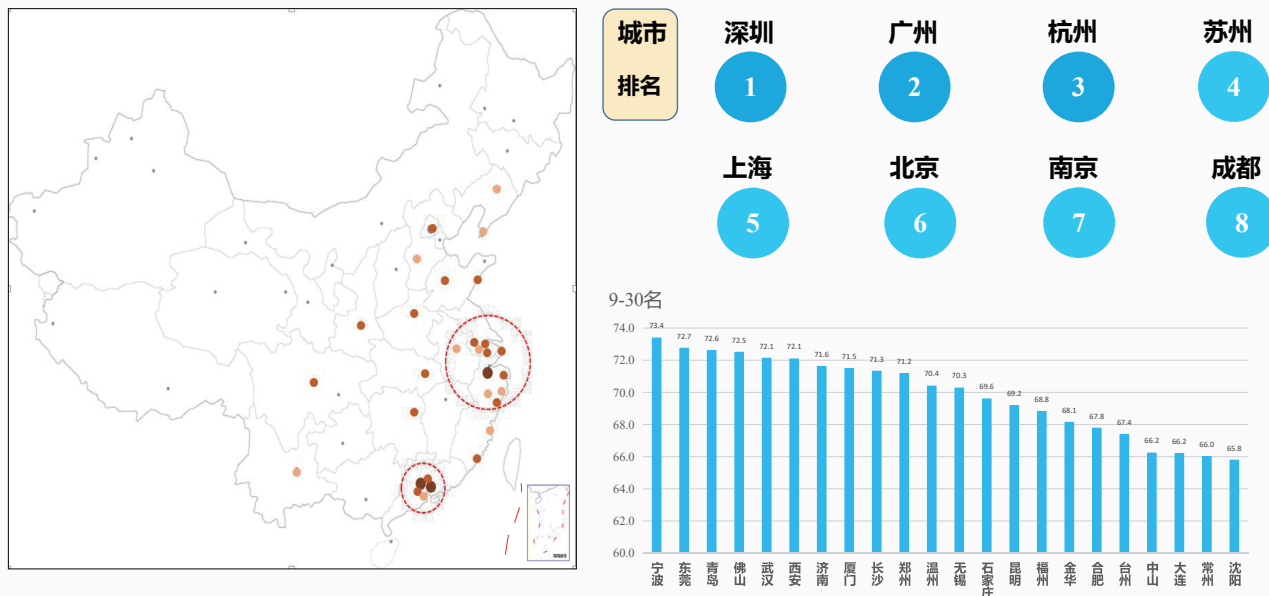 城市
排名
深圳 广州 杭州 苏州
1 2 3 4
上海 北京 南京 成都
5 6 7 8
9-30名
74.0
72.0
70.0
68.0
66.0
64.0
62.0
60.0
73.4 72.7 72.6 72.5 72.1 72.1 71.6 71.5 71.3 71.2 70.4 70.3 69.6 69.2 68.8 68.1 67.8 67.4 66.2 66.2 66.0 65.8
宁波 东莞 青岛 佛山 武汉 西安 济南 厦门 长沙 郑州 温州 无锡 石家庄 昆明 福州 金华 合肥 台州 中山 大连 常州 沈阳